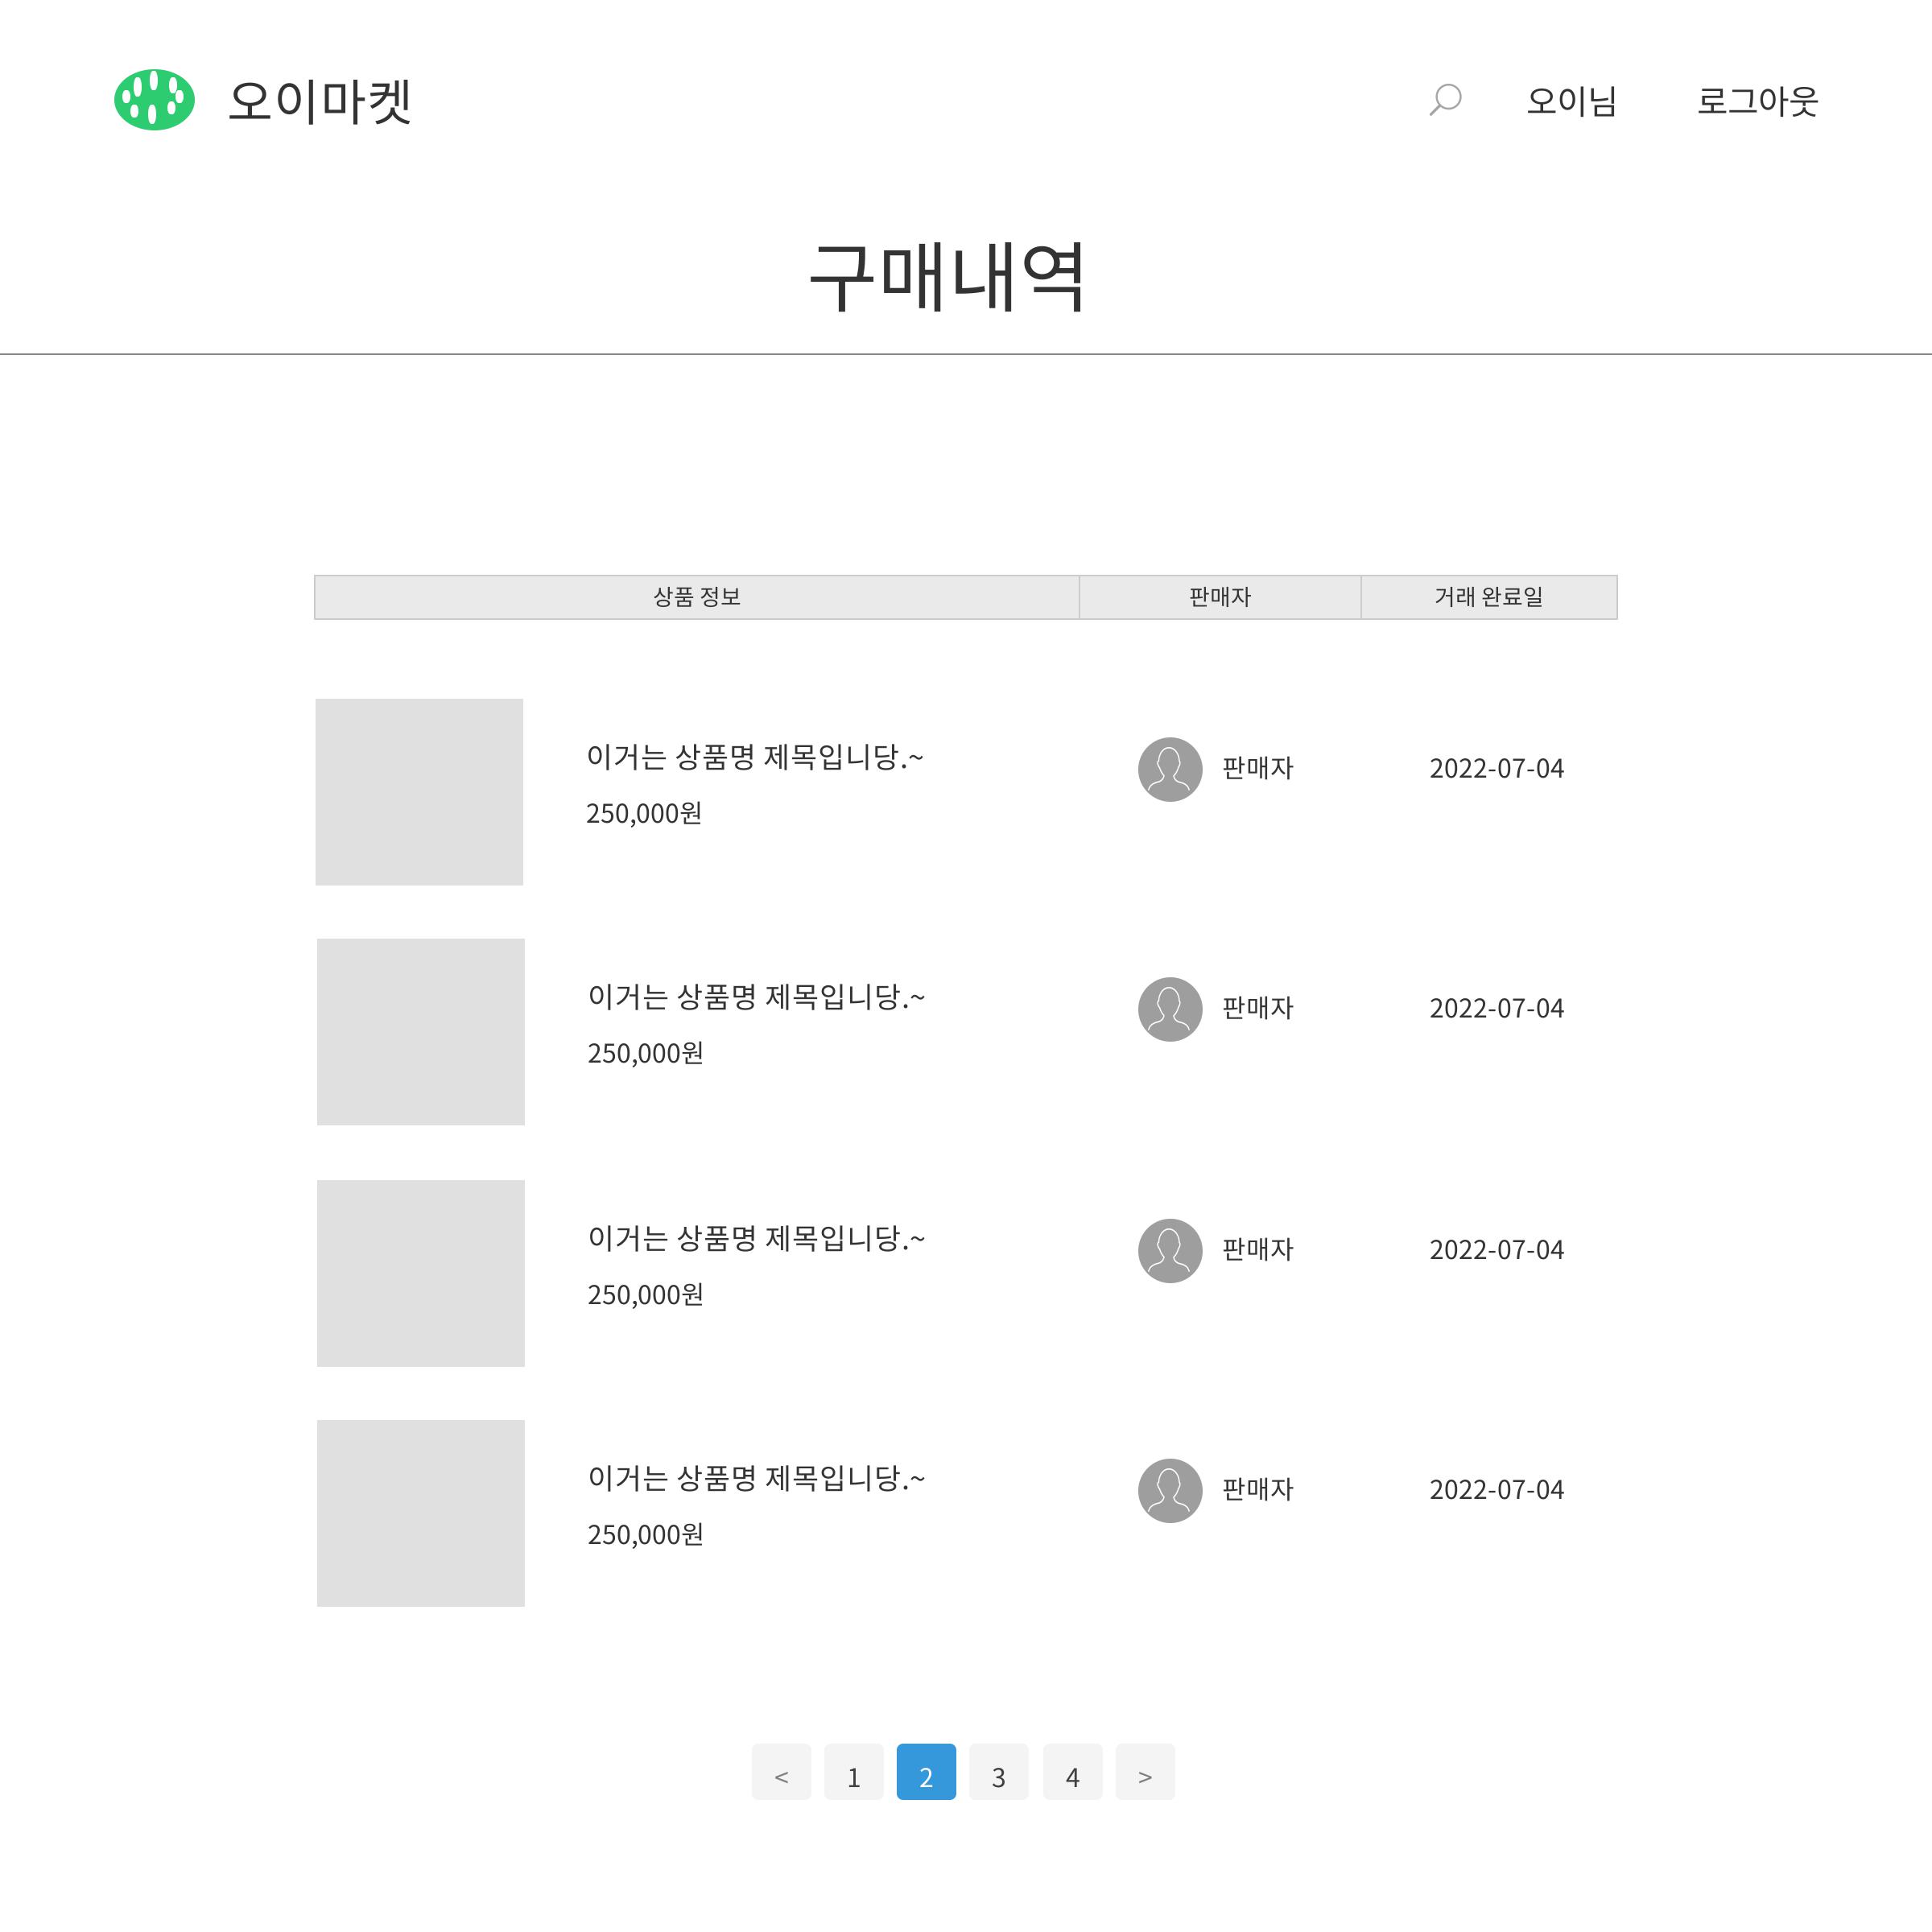 오이마켓
오이님 로그아웃
구매내역
상품 정보 판매자 거래 완료일
이거는 상품명 제목입니당.~
250,000원
판매자 2022-07-04
이거는 상품명 제목입니당.~
250,000원
판매자 2022-07-04
이거는 상품명 제목입니당.~
250,000원
판매자 2022-07-04
이거는 상품명 제목입니당.~
250,000원
판매자 2022-07-04
< 1 2 3 4 >